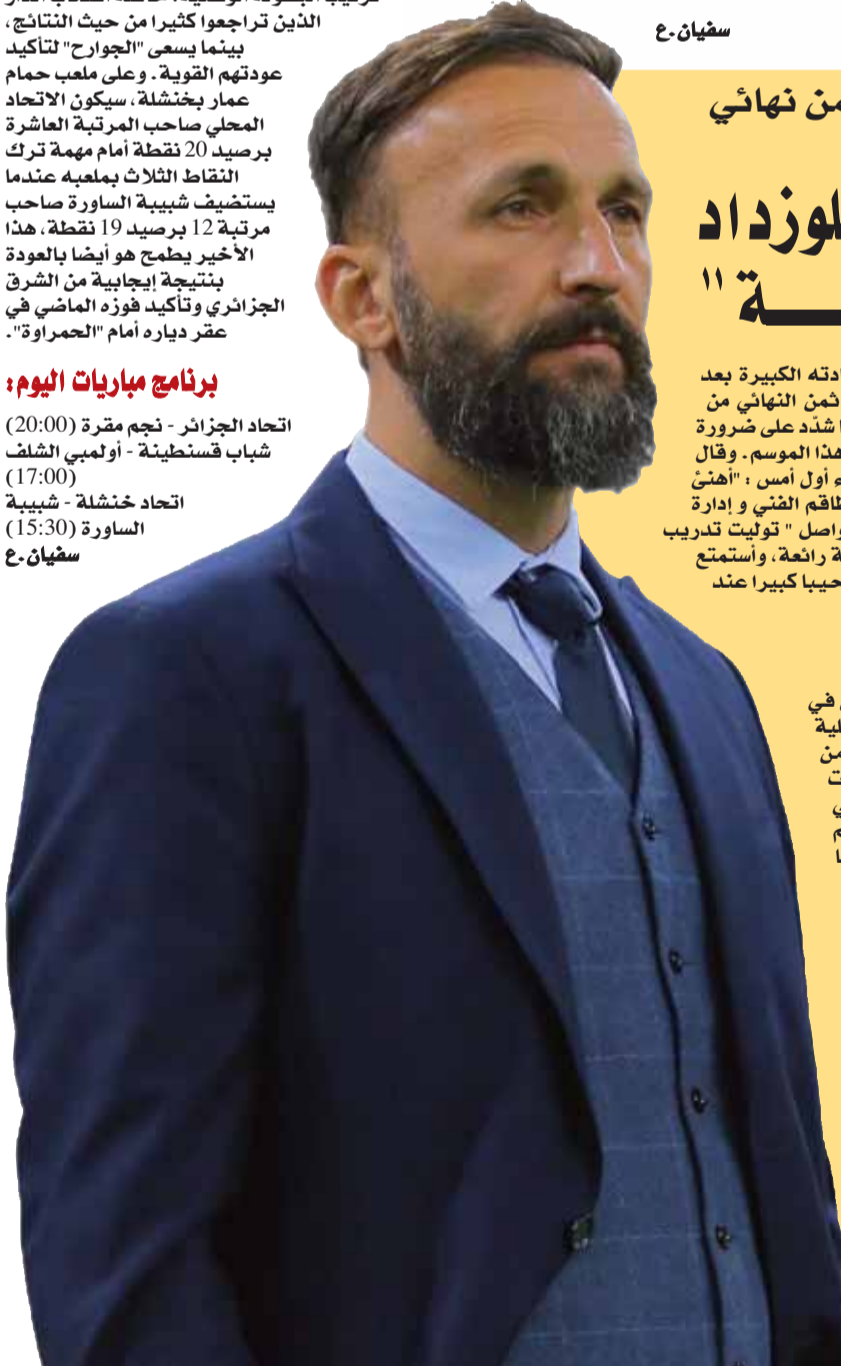 الذين تراجعوا كثيرا من حيث النتائج،
بينما يسعى "الجوارح" لتأكيد
عودتهم القوية. وعلى ملعب حمام
عمار بخنشلة، سيكون الاتحاد
المحلي صاحب المرتبة العاشرة
برصيد 20 نقطة أمام مهمة ترك
النقاط الثلاث بملعبه عندما
يستضيف شبيبة الساورة صاحب
مرتبة 12 برصيد 19 نقطة، هذا
الأخير يطمح هو أيضا بالعودة
بنتيجة إيجابية من الشرق
الجزائري وتأكيد فوزه الماضي في
عقر دياره أمام "الحمراوة".
برنامج مباريات اليوم:
اتحاد الجزائر - نجم مقرة (20:00)
شباب قسنطينة - أولمبي الشلف
(17:00)
اتحاد خنشلة - شبيبة
الساورة (15:30)
سفيان.ع
سفيان.ع
من نهائي
لوزداد
ـة "
ادته الكبيرة بعد
ثمن النهائي من
ا شدّد على ضرورة
هذا الموسم. وقال
ء أول أمس : "أهنئ
طاقم الفني و إدارة
واصل " توليت تدريب
ة رائعة، وأستمتع
حيبا كبيرا عند
في
لية
من
ت
ي
م
ا